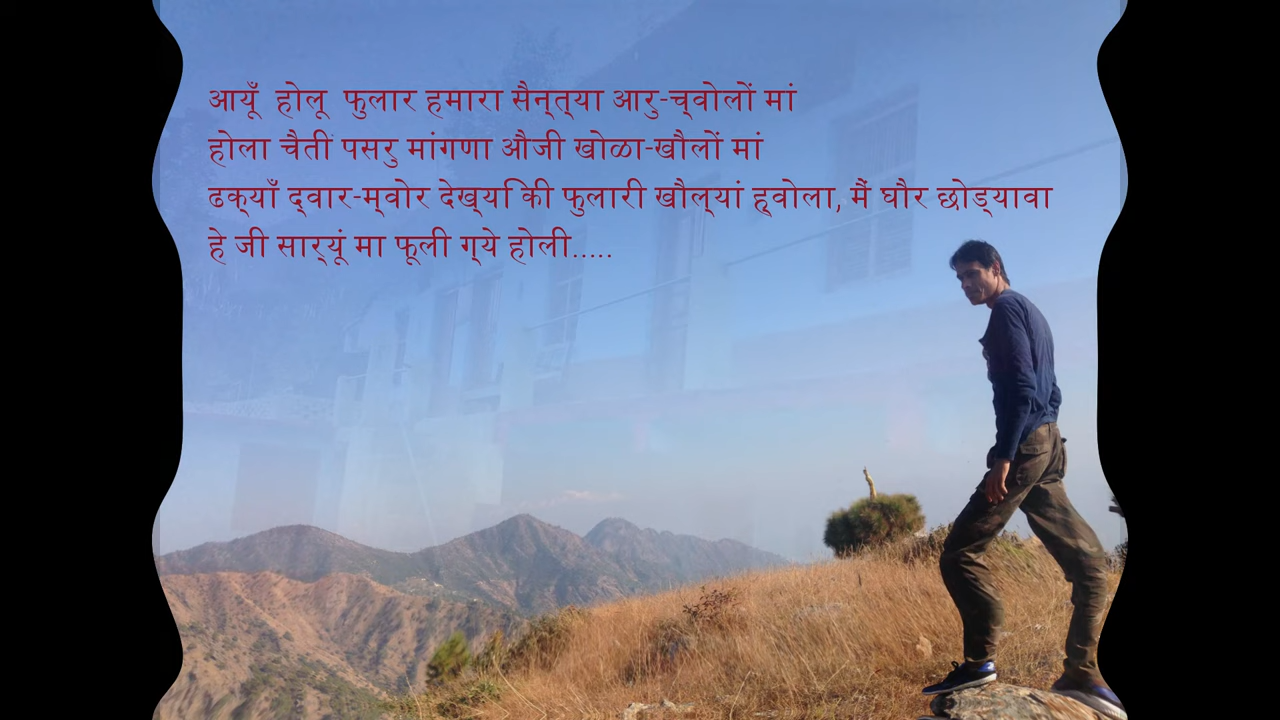 आयूँ होलू फुलार हमारा सैन्त्या आरु-च्वोलों मां
होला चैती पसरु मांगणा औजी खोळा-खौलों मां
ढक्याँ द्वार-म्वोर देख्यिकी फुलारी खौल्यां ह्वोला, मैं घौर छोड्यावा
हे जी सार्यूं मा फूली ग्ये होली.....